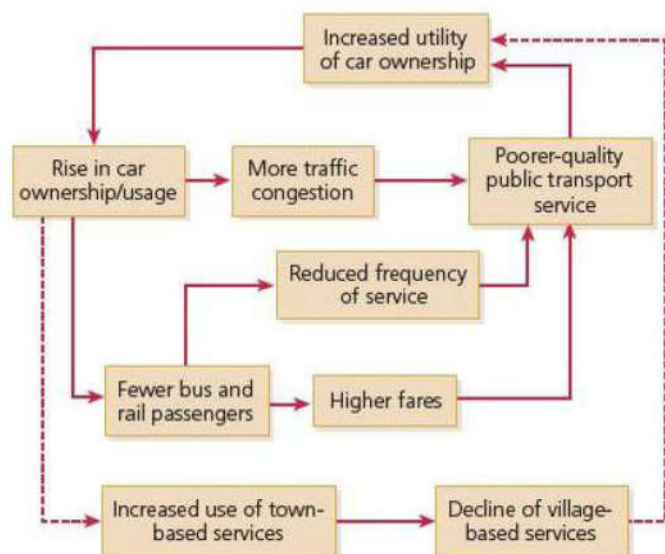 Increased utility
of car ownership
Rise in car
ownership/usage
More traffic
congestion
Poorer-quality
public transport
service
Reduced frequency
of service
Fewer bus and
rail passengers
Higher fares
Increased use of town-
based services
Decline of village-
based services